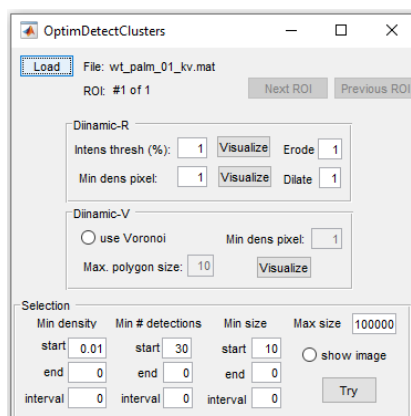 OptimDetectClusters
Load File: wt_palm_01_kv.mat
ROI: #1 of 1 Next ROI Previous ROI
Diinamic-R
Intens thresh (%): 1 Visualize Erode 1
Min dens pixel: 1 Visualize Dilate 1
Diinamic-V
use Voronoi Min dens pixel: 1
Max. polygon size: 10 Visualize
Selection
Min density Min # detections Min size Max size 100000
start 0.01 start 30 start 10 show image
end 0 end 0 end 0
interval 0 interval 0 interval 0 Try